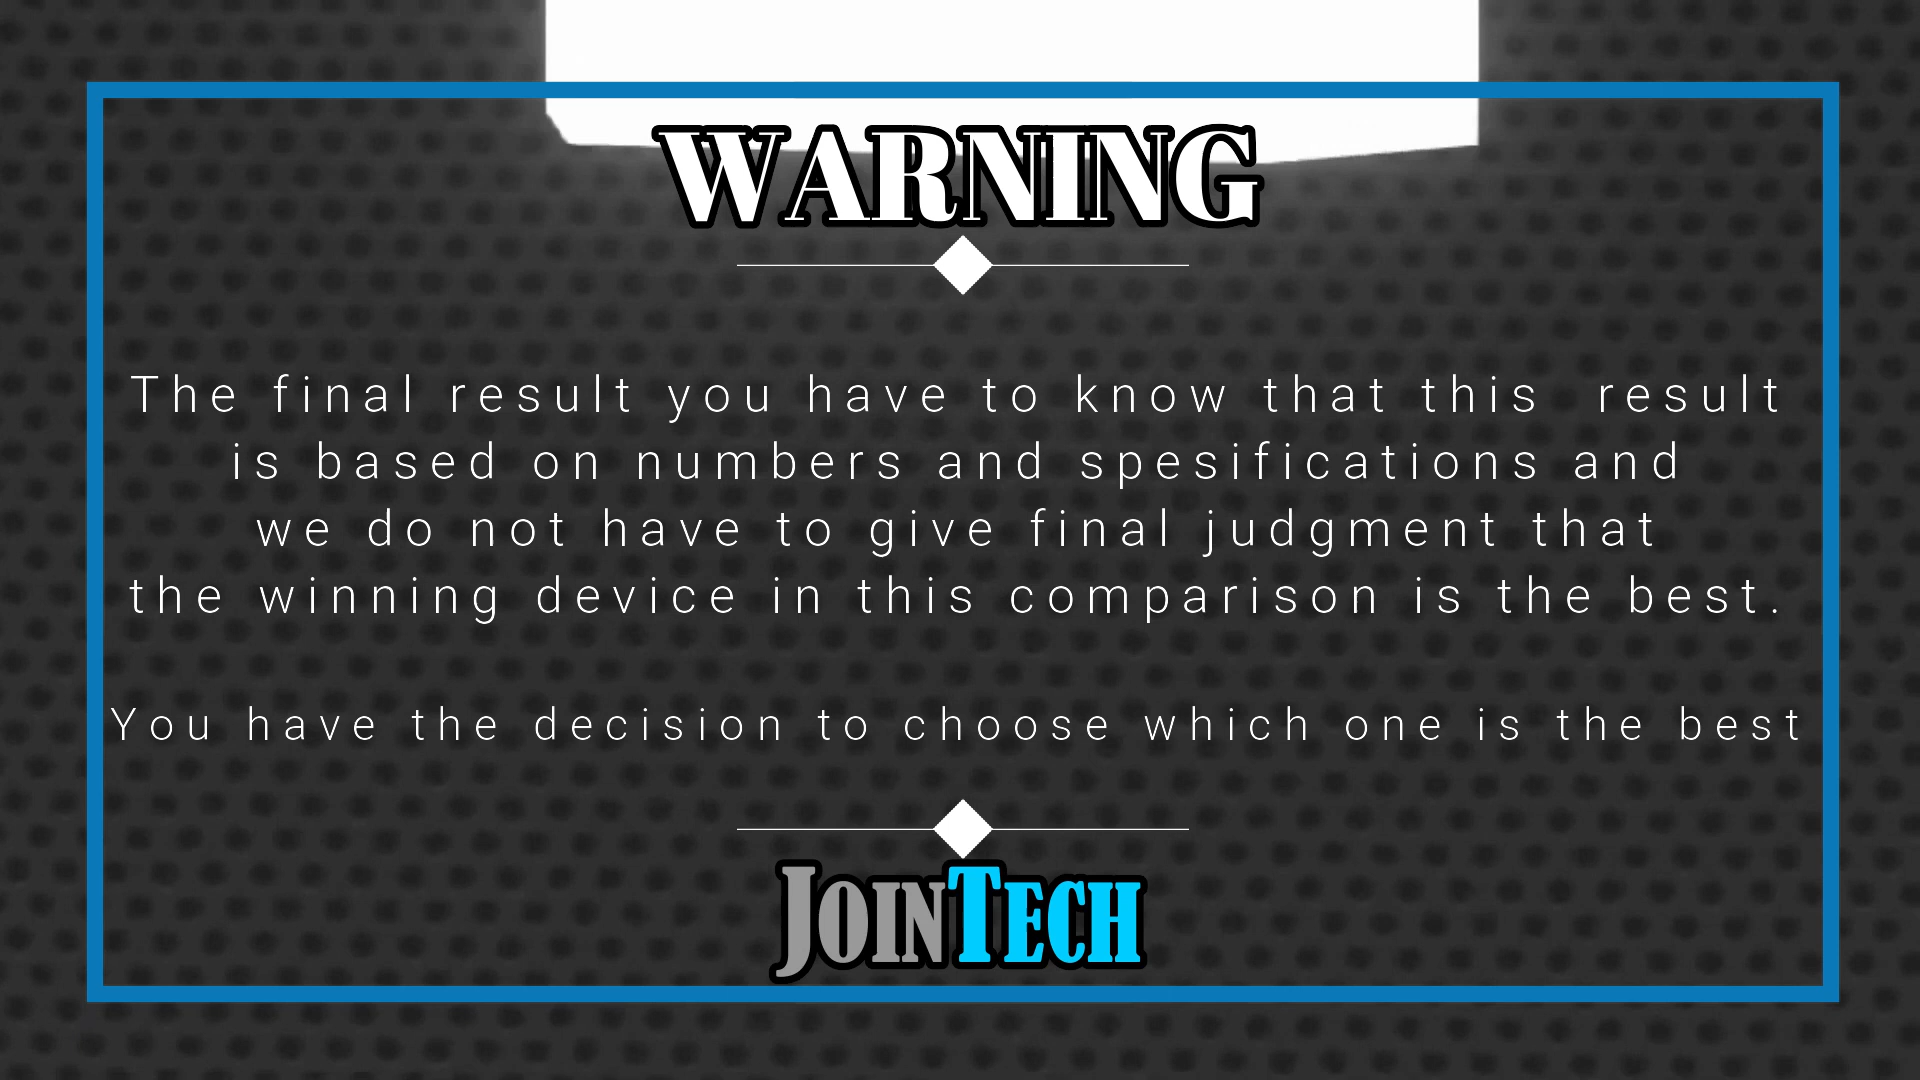 WARNING
The final result you have to know that this result
is based on numbers and spesifications and
we do not have to give final judgment that
the winning device in this comparison is the best.
You have the decision to choose which one is the best
JOINTECH